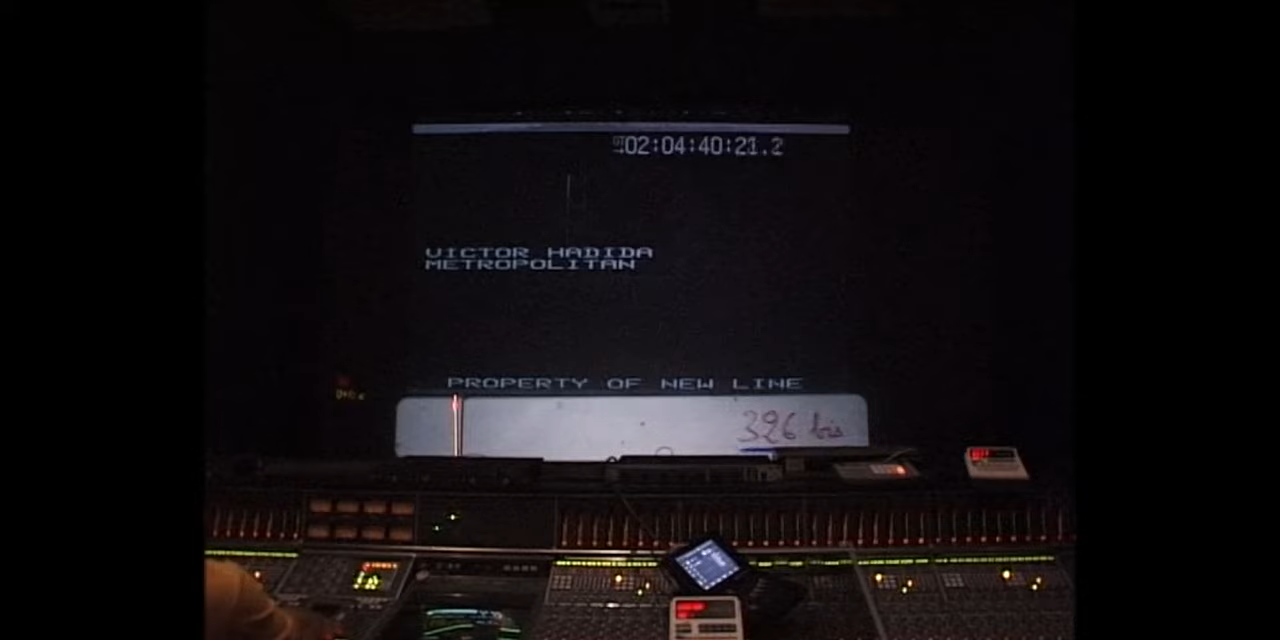 02:04:40:21.2
VICTOR HADIDA
METROPOLITAN
PROPERTY OF NEW LINE
326 bis